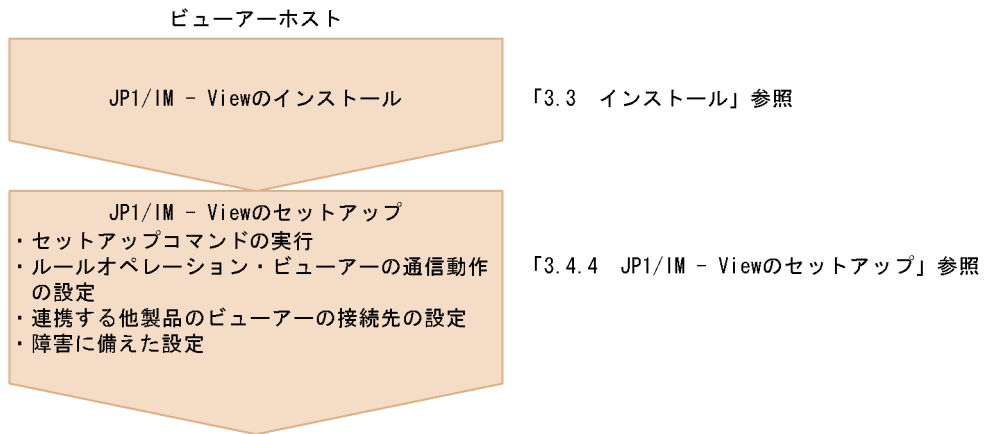 ビューアーホスト
JP1/IM - Viewのインストール
「3.3 インストール」参照
JP1/IM - Viewのセットアップ
・セットアップコマンドの実行
・ルールオペレーション・ビューアーの通信動作
の設定
・連携する他製品のビューアーの接続先の設定
・障害に備えた設定
「3.4.4 JP1/IM - Viewのセットアップ」参照